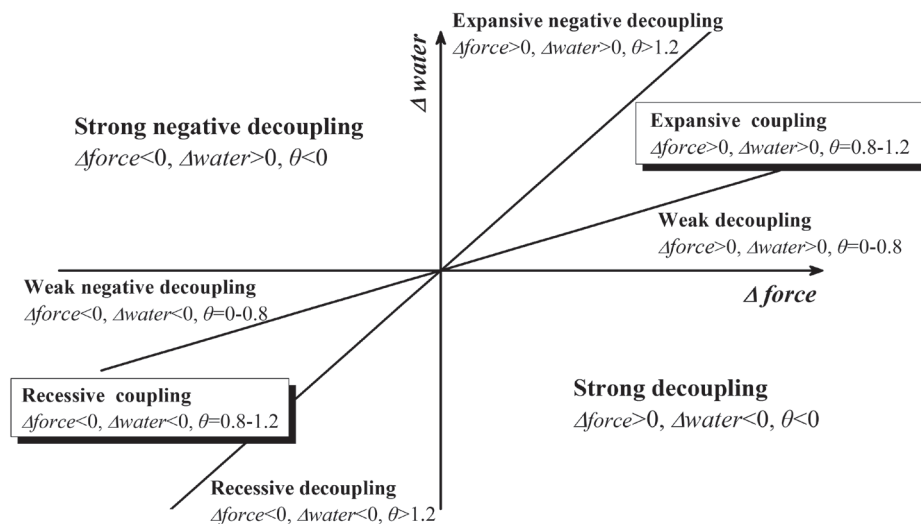 Expansive negative decoupling
Δforce>0, Δwater>0, θ>1.2
Δ water
Strong negative decoupling
Δforce<0, Δwater>0, θ<0
Expansive coupling
Δforce>0, Δwater>0, θ=0.8-1.2
Weak decoupling
Δforce>0, Δwater>0, θ=0-0.8
Δ force
Weak negative decoupling
Δforce<0, Δwater<0, θ=0-0.8
Recessive coupling
Δforce<0, Δwater<0, θ=0.8-1.2
Strong decoupling
Δforce>0, Δwater<0, θ<0
Recessive decoupling
Δforce<0, Δwater<0, θ>1.2